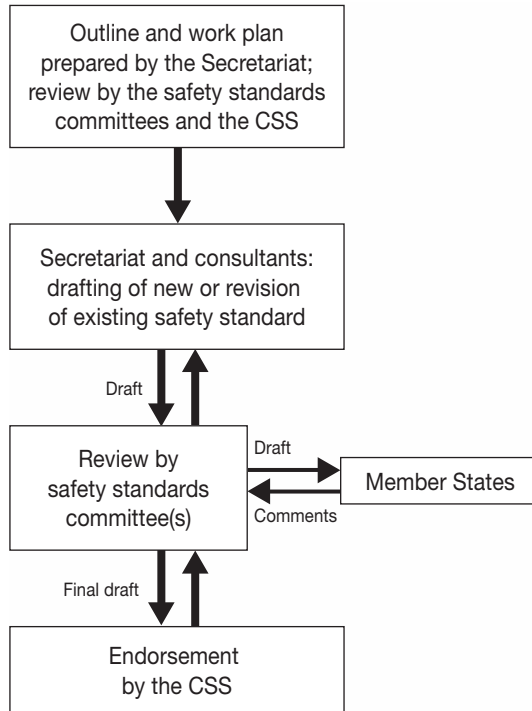 Outline and work plan
prepared by the Secretariat;
review by the safety standards
committees and the CSS
Secretariat and consultants:
drafting of new or revision
of existing safety standard
Draft
Review by
safety standards
committee(s)
Draft
Member States
Comments
Final draft
Endorsement
by the CSS